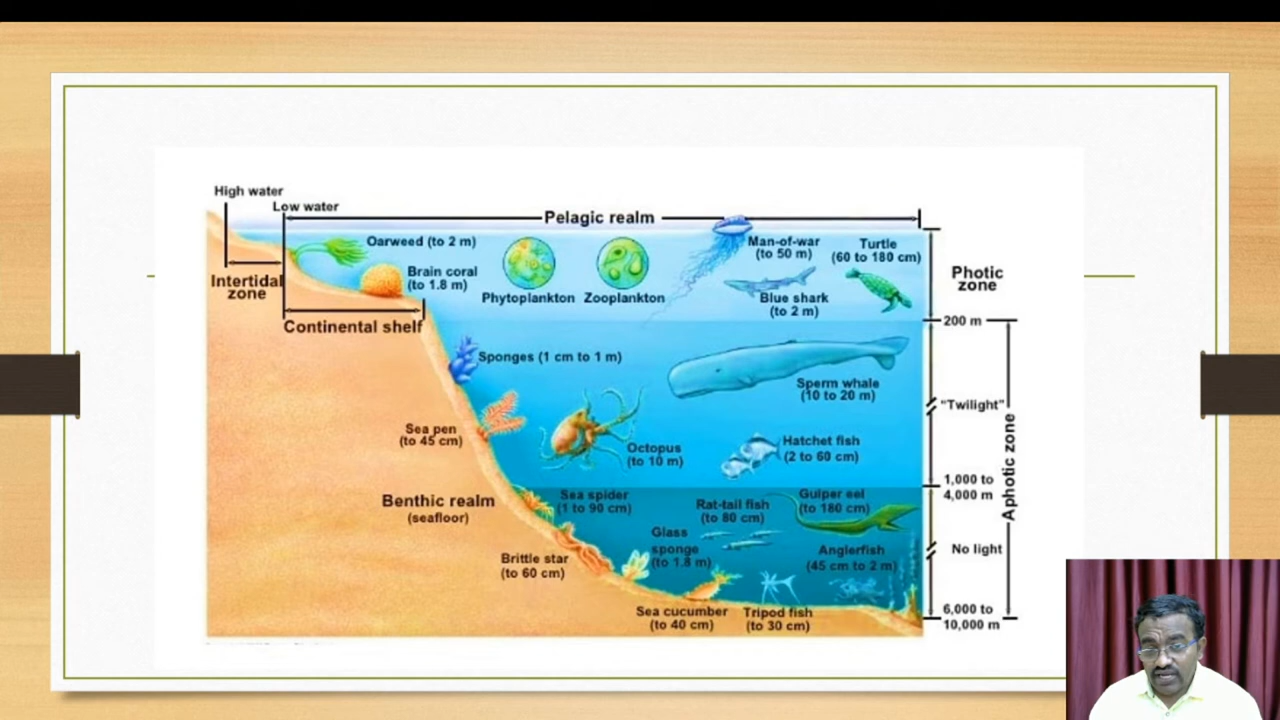 High water
Low water
Pelagic realm
Oarweed (to 2 m)
Man-of-war
(to 50 m)
Turtle
(60 to 180 cm)
Brain coral
(to 1.8 m)
Phytoplankton
Zooplankton
Blue shark
(to 2 m)
Photic
zone
Intertidal
zone
Continental shelf
200 m
Sponges (1 cm to 1 m)
Sperm whale
(10 to 20 m)
"Twilight"
Sea pen
(to 45 cm)
Octopus
(to 10 m)
Hatchet fish
(2 to 60 cm)
Aphotic zone
1,000 to
4,000 m
Benthic realm
(seafloor)
Sea spider
(1 to 90 cm)
Rat-tail fish
(to 80 cm)
Gulper eel
(to 180 cm)
Glass
sponge
(to 1.8 m)
Brittle star
(to 60 cm)
Anglerfish
(45 cm to 2 m)
No light
Sea cucumber
(to 40 cm)
Tripod fish
(to 30 cm)
6,000 to
10,000 m